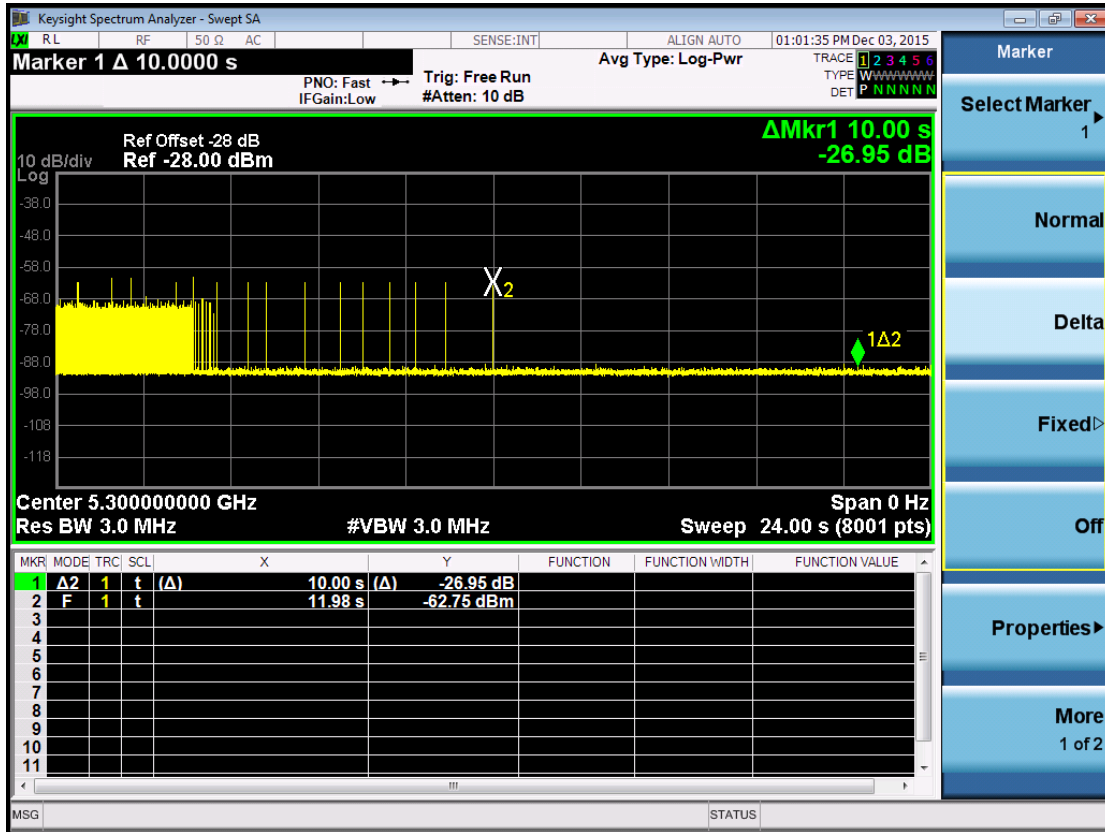 Keysight Spectrum Analyzer - Swept SA
LXI RL RF 50 Ω AC SENSE:INT ALIGN AUTO 01:01:35 PM Dec 03, 2015
Marker 1 Δ 10.0000 s
PNO: Fast
IFGain:Low
Trig: Free Run
#Atten: 10 dB
Avg Type: Log-Pwr
TRACE 1 2 3 4 5 6
TYPE WWWWWW
DET P N N N N N
ΔMkr1 10.00 s
-26.95 dB
Ref Offset -28 dB
10 dB/div Ref -28.00 dBm
Log
-38.0
-48.0
-58.0
-68.0
-78.0
-88.0
-98.0
-108
-118
X2
1Δ2
Center 5.300000000 GHz Span 0 Hz
Res BW 3.0 MHz #VBW 3.0 MHz Sweep 24.00 s (8001 pts)
MKR MODE TRC SCL X Y FUNCTION FUNCTION WIDTH FUNCTION VALUE
1 Δ2 1 t (Δ) 10.00 s (Δ) -26.95 dB
2 F 1 t 11.98 s -62.75 dBm
3
4
5
6
7
8
9
10
11
MSG STATUS
Marker
Select Marker
1
Normal
Delta
Fixed
Off
Properties
More
1 of 2